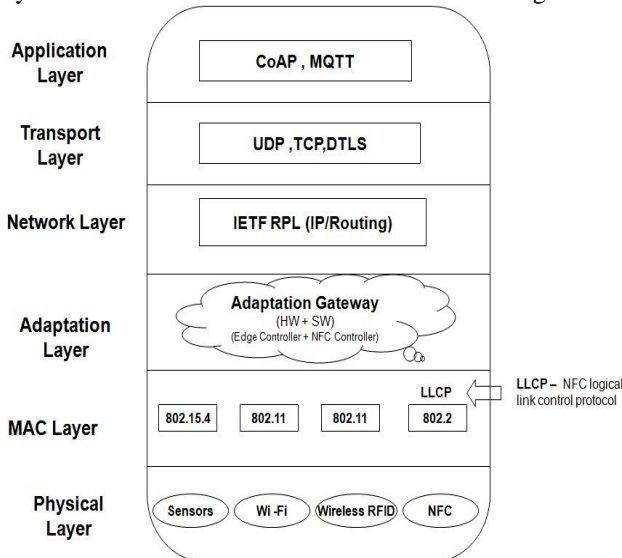 Application
Layer
CoAP , MQTT
Transport
Layer
UDP ,TCP,DTLS
Network Layer
IETF RPL (IP/Routing)
Adaptation
Layer
Adaptation Gateway
(HW + SW)
(Edge Controller + NFC Controller)
LLCP
LLCP – NFC logical
link control protocol
MAC Layer
802.15.4
802.11
802.11
802.2
Physical
Layer
Sensors
Wi -Fi
Wireless RFID
NFC